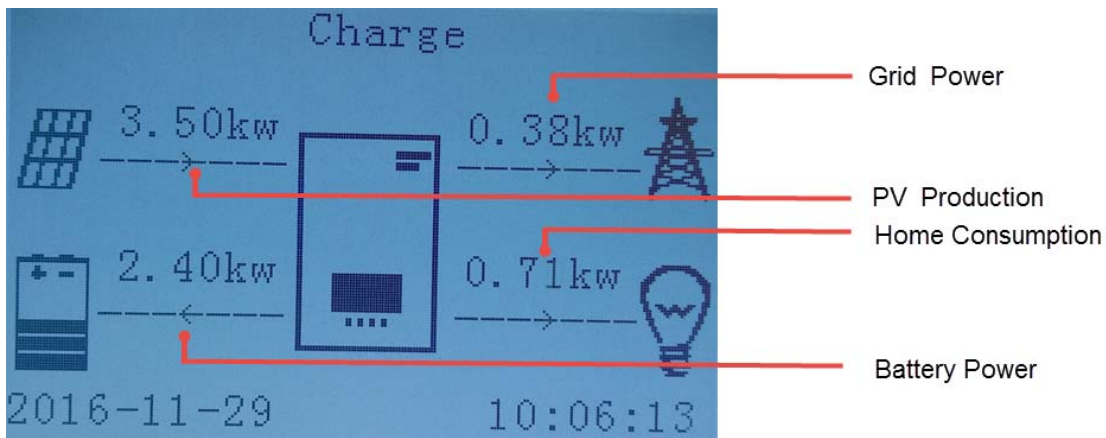 Charge
Grid Power
3.50kw
0.38kw
PV Production
Home Consumption
2.40kw
0.71kw
Battery Power
2016-11-29
10:06:13